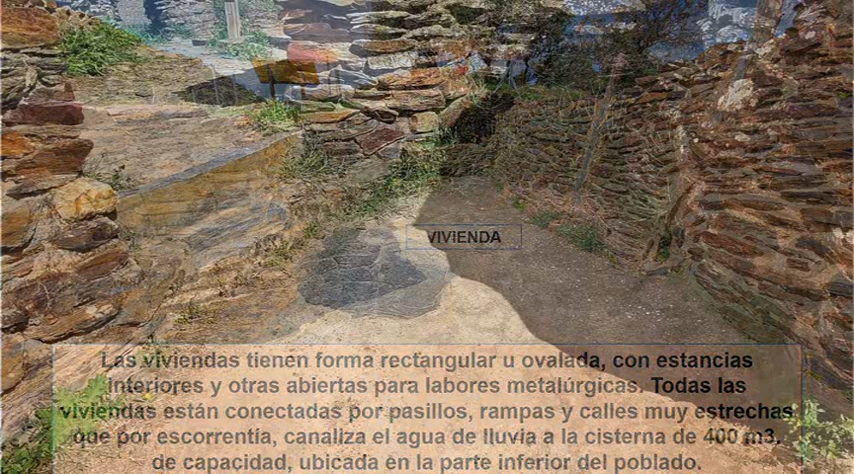 VIVIENDA
Las viviendas tienen forma rectangular u ovalada, con estancias
interiores y otras abiertas para labores metalúrgicas. Todas las
viviendas están conectadas por pasillos, rampas y calles muy estrechas
que por escorrentía, canaliza el agua de lluvia a la cisterna de 400 m3.
de capacidad, ubicada en la parte inferior del poblado.